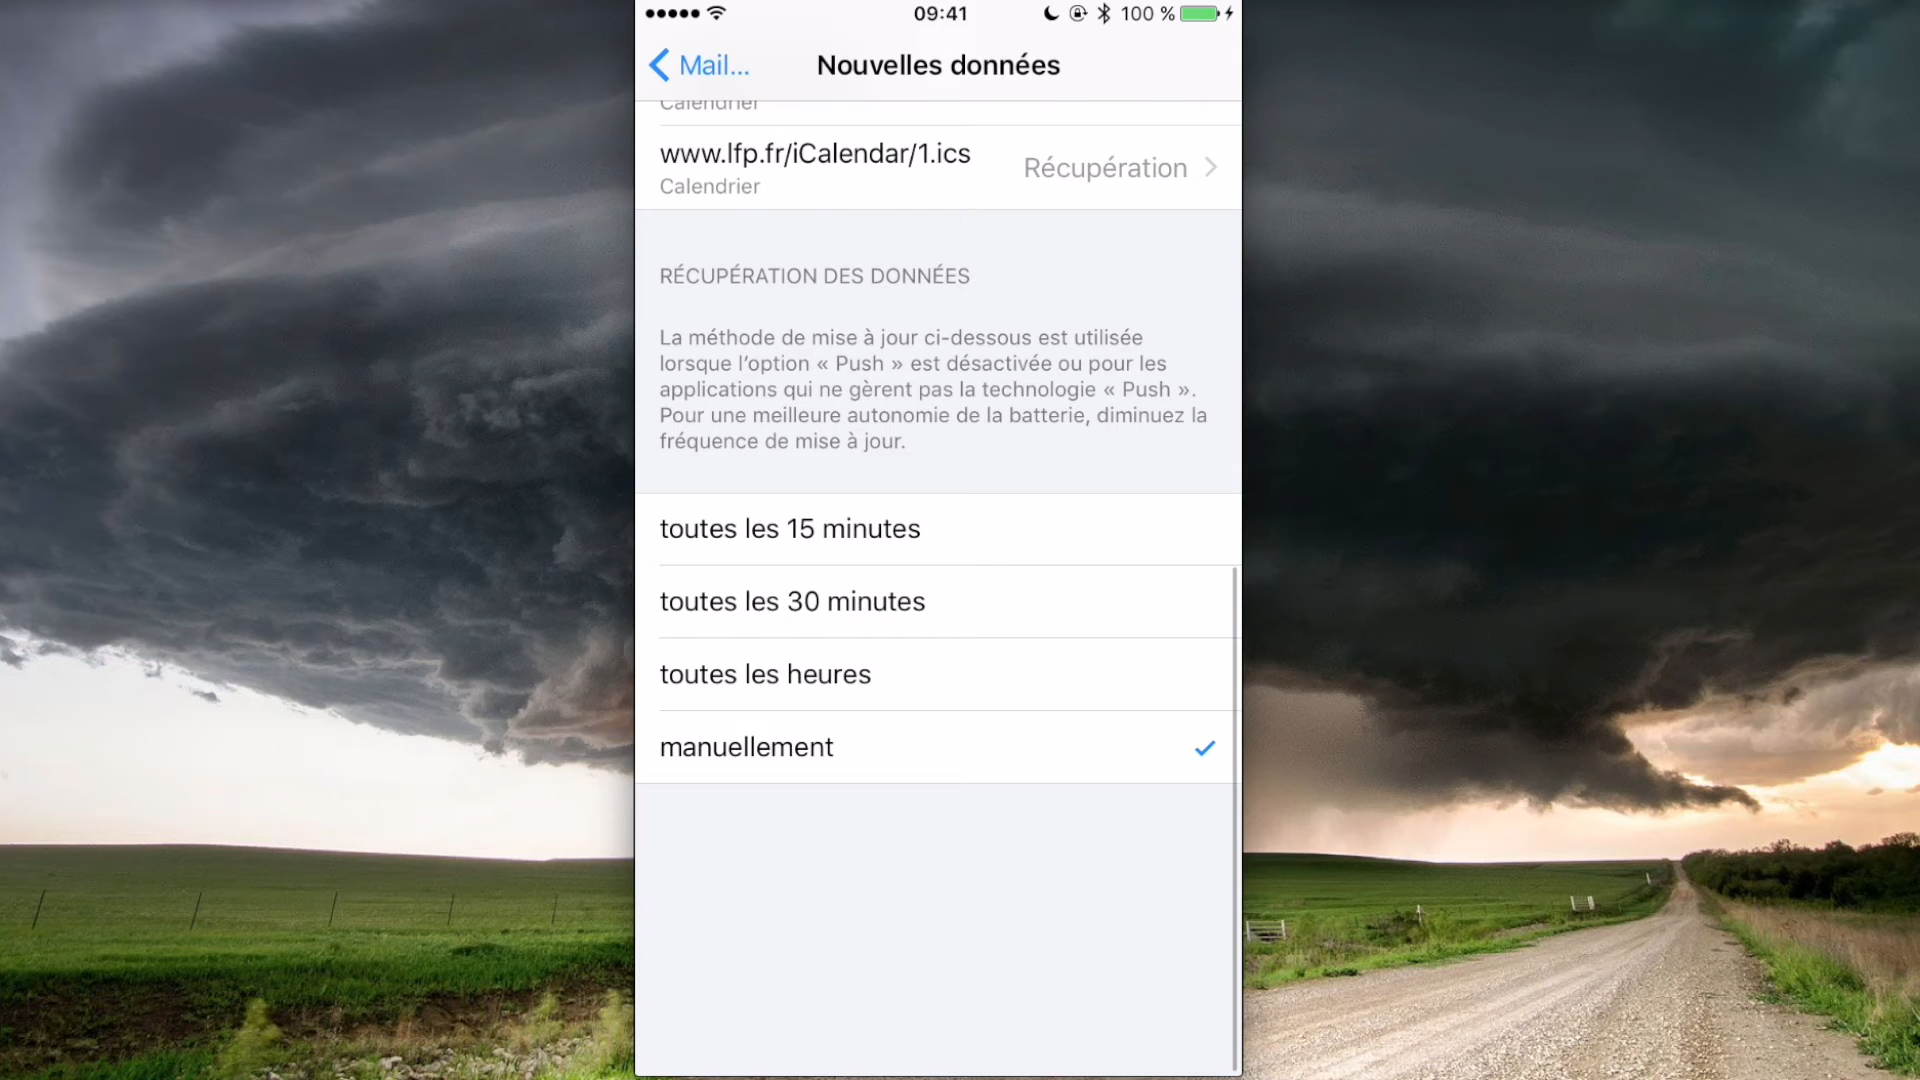 09:41
100 %
Mail...
Nouvelles données
Calendrier
www.lfp.fr/iCalendar/1.ics
Calendrier
Récupération
RÉCUPÉRATION DES DONNÉES
La méthode de mise à jour ci-dessous est utilisée
lorsque l’option « Push » est désactivée ou pour les
applications qui ne gèrent pas la technologie « Push ».
Pour une meilleure autonomie de la batterie, diminuez la
fréquence de mise à jour.
toutes les 15 minutes
toutes les 30 minutes
toutes les heures
manuellement